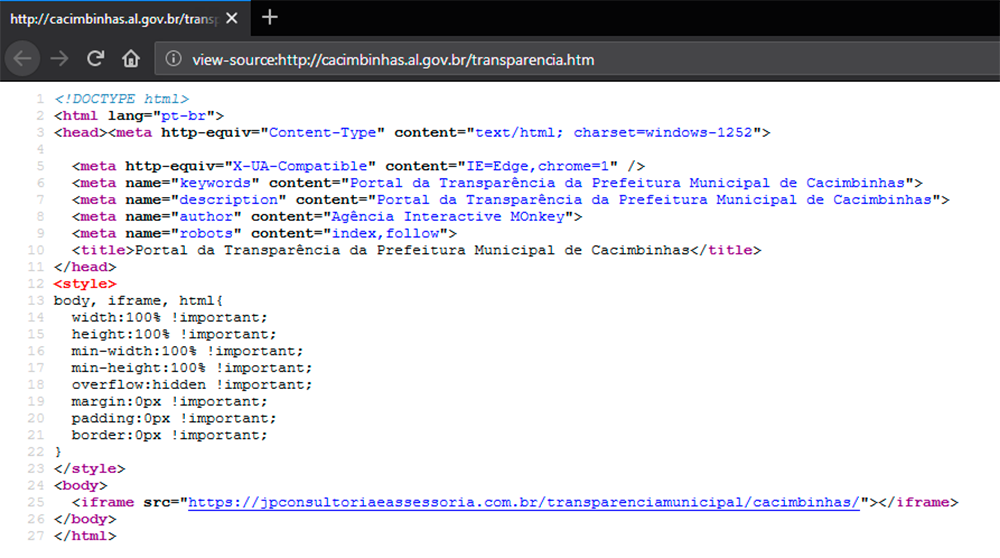 http://cacimbinhas.al.gov.br/transp
view-source:http://cacimbinhas.al.gov.br/transparencia.htm
1 <!DOCTYPE html>
2 <html lang="pt-br">
3 <head><meta http-equiv="Content-Type" content="text/html; charset=windows-1252">
4
5 <meta http-equiv="X-UA-Compatible" content="IE=Edge,chrome=1" />
6 <meta name="keywords" content="Portal da Transparência da Prefeitura Municipal de Cacimbinhas">
7 <meta name="description" content="Portal da Transparência da Prefeitura Municipal de Cacimbinhas">
8 <meta name="author" content="Agência Interactive MOnkey">
9 <meta name="robots" content="index,follow">
10 <title>Portal da Transparência da Prefeitura Municipal de Cacimbinhas</title>
11 </head>
12 <style>
13 body, iframe, html{
14 width:100% !important;
15 height:100% !important;
16 min-width:100% !important;
17 min-height:100% !important;
18 overflow:hidden !important;
19 margin:0px !important;
20 padding:0px !important;
21 border:0px !important;
22 }
23 </style>
24 <body>
25 <iframe src="https://jpconsultoriaeassessoria.com.br/transparenciamunicipal/cacimbinhas/"></iframe>
26 </body>
27 </html>